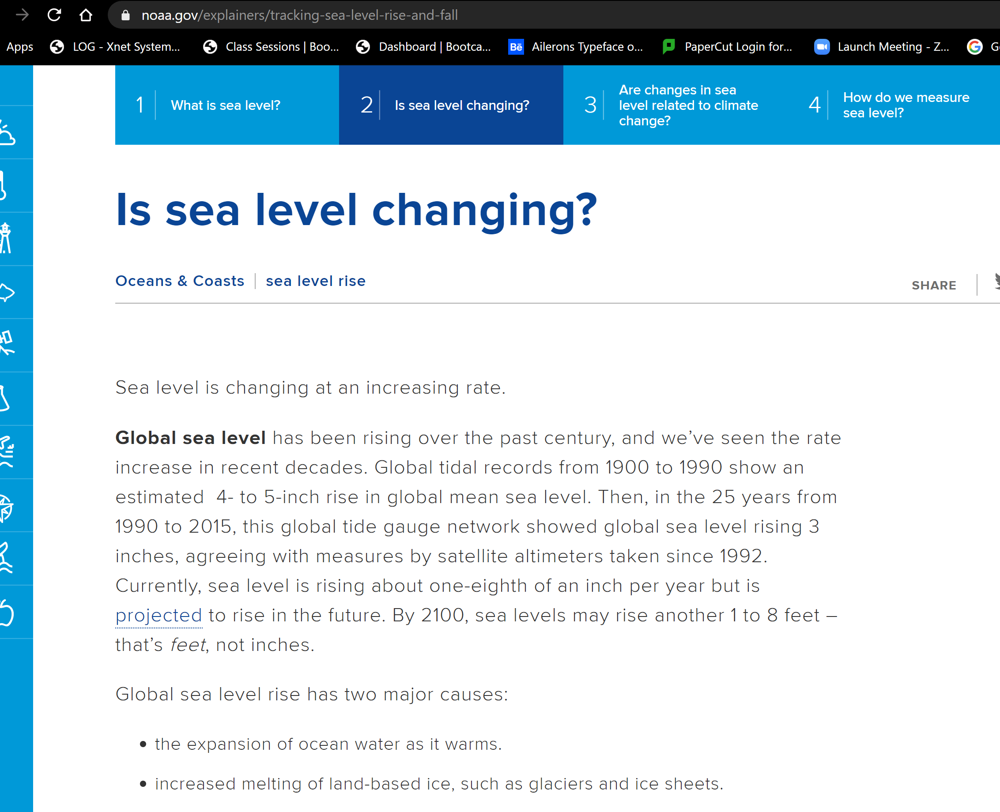 noaa.gov/explainers/tracking-sea-level-rise-and-fall
Apps LOG - Xnet System... Class Sessions | Boo... Dashboard | Bootca... Bē Ailerons Typeface o... PaperCut Login for... Launch Meeting - Z... G
1 What is sea level?
2 Is sea level changing?
3 Are changes in sea
level related to climate
change?
4 How do we measure
sea level?
Is sea level changing?
Oceans & Coasts | sea level rise
SHARE
Sea level is changing at an increasing rate.
Global sea level has been rising over the past century, and we’ve seen the rate
increase in recent decades. Global tidal records from 1900 to 1990 show an
estimated  4- to 5-inch rise in global mean sea level. Then, in the 25 years from
1990 to 2015, this global tide gauge network showed global sea level rising 3
inches, agreeing with measures by satellite altimeters taken since 1992.
Currently, sea level is rising about one-eighth of an inch per year but is
projected to rise in the future. By 2100, sea levels may rise another 1 to 8 feet –
that’s feet, not inches.
Global sea level rise has two major causes:
• the expansion of ocean water as it warms.
• increased melting of land-based ice, such as glaciers and ice sheets.